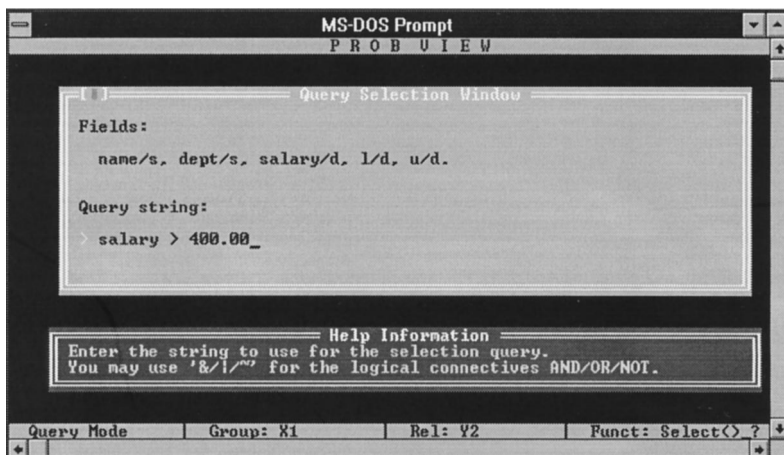 MS-DOS Prompt
P R O B  V I E W
Query Selection Window
Fields:
name/s, dept/s, salary/d, l/d, u/d.
Query string:
> salary > 400.00_
Help Information
Enter the string to use for the selection query.
You may use '&/|/~' for the logical connectives AND/OR/NOT.
Query Mode | Group: X1 | Rel: Y2 | Funct: Select()_?